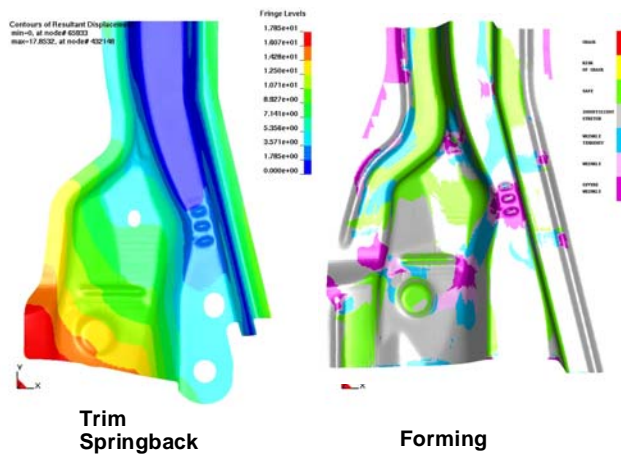 Contours of Resultant Displacem
min=0, at node# 65833
max=17.8532, at node# 432148
Fringe Levels
1.785e+01
1.607e+01
1.428e+01
1.250e+01
1.071e+01
8.927e+00
7.141e+00
5.356e+00
3.571e+00
1.785e+00
0.000e+00
CRACK
RISK
OF CRACK
SAFE
WRINKLE
TENDENCY
WRINKLE
SEVERE
WRINKLE
Y
X
X
Trim
Springback
Forming